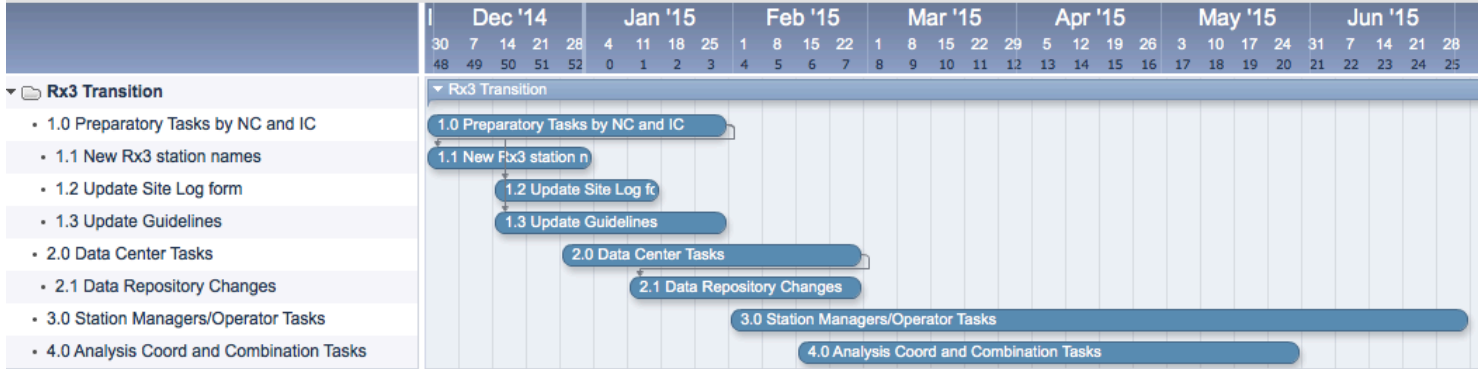 Dec '14 Jan '15 Feb '15 Mar '15 Apr '15 May '15 Jun '15
30 7 14 21 28 4 11 18 25 1 8 15 22 1 8 15 22 29 5 12 19 26 3 10 17 24 31 7 14 21 28
48 49 50 51 52 0 1 2 3 4 5 6 7 8 9 10 11 12 13 14 15 16 17 18 19 20 21 22 23 24 25
Rx3 Transition Rx3 Transition
1.0 Preparatory Tasks by NC and IC 1.0 Preparatory Tasks by NC and IC
1.1 New Rx3 station names 1.1 New Rx3 station n
1.2 Update Site Log form 1.2 Update Site Log fo
1.3 Update Guidelines 1.3 Update Guidelines
2.0 Data Center Tasks 2.0 Data Center Tasks
2.1 Data Repository Changes 2.1 Data Repository Changes
3.0 Station Managers/Operator Tasks 3.0 Station Managers/Operator Tasks
4.0 Analysis Coord and Combination Tasks 4.0 Analysis Coord and Combination Tasks